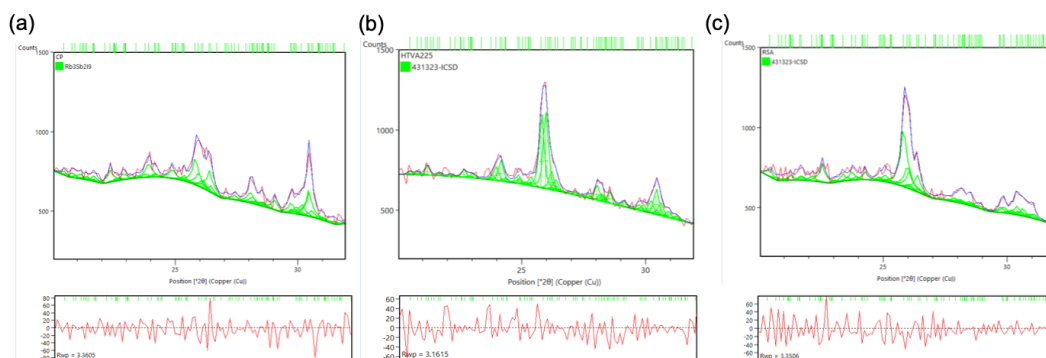 (a)
Counts
1500
CP
Rb3Sb2I9
1000
500
25
30
Position [°2θ] (Copper (Cu))
80
60
40
20
0
-20
-40
-60
Rwp = 3.3605
(b)
Counts
1500
HTVA225
431323-ICSD
1000
500
25
30
Position [°2θ] (Copper (Cu))
60
40
20
0
-20
-40
-60
Rwp = 3.1615
(c)
Counts
1500
RSA
431323-ICSD
1000
500
25
30
Position [°2θ] (Copper (Cu))
60
40
20
0
-20
-40
-60
Rwp = 3.3506